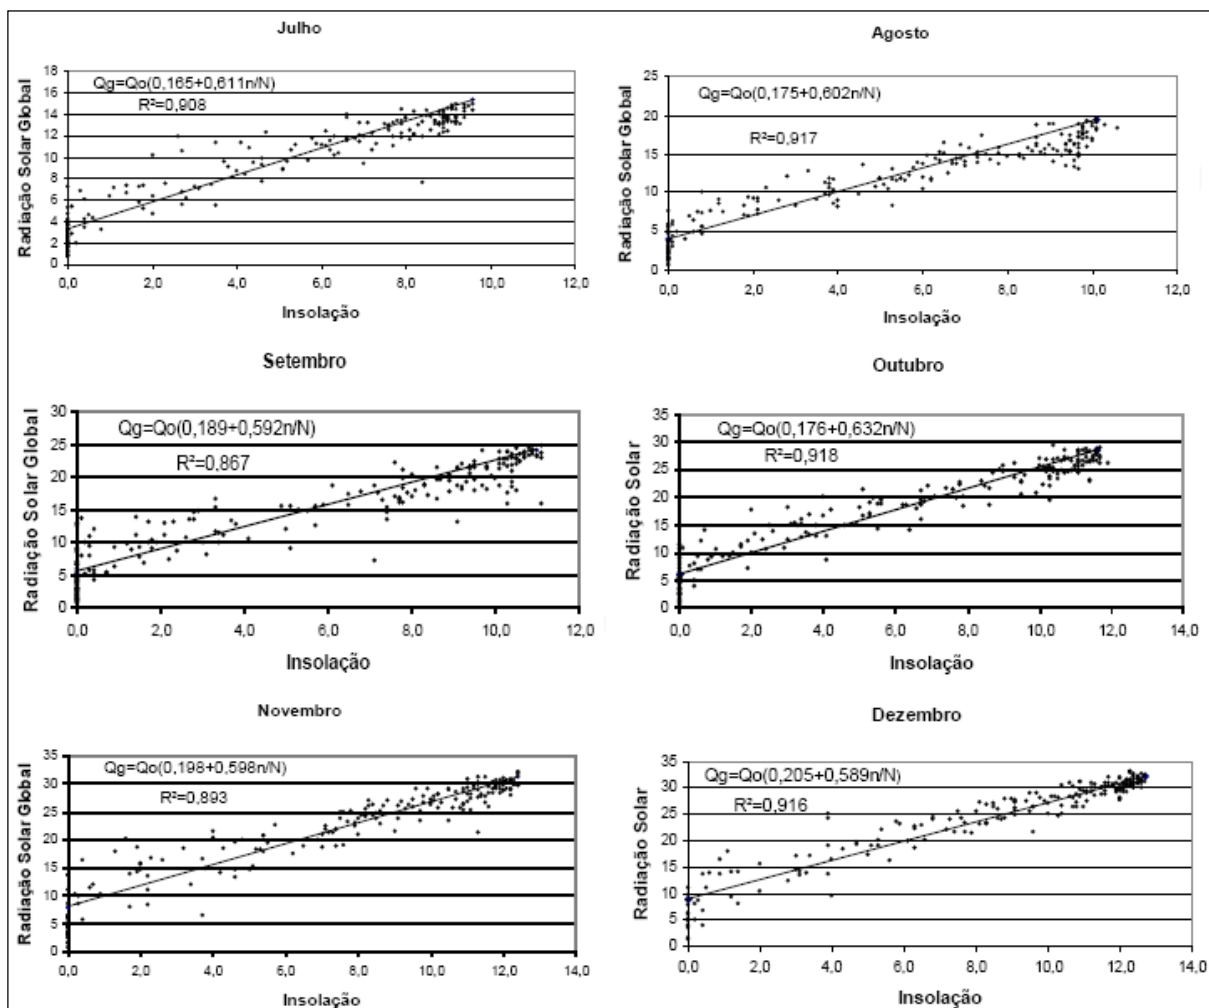 Julho
Radiação Solar Global
18
16
14
12
10
8
6
4
2
0
Qg=Qo(0,165+0,611n/N)
R²=0,908
0,0 2,0 4,0 6,0 8,0 10,0 12,0
Insolação
Agosto
Radiação Solar Global
25
20
15
10
5
0
Qg=Qo(0,175+0,602n/N)
R²=0,917
0,0 2,0 4,0 6,0 8,0 10,0 12,0
Insolação
Setembro
Radiação Solar Global
30
25
20
15
10
5
0
Qg=Qo(0,189+0,592n/N)
R²=0,867
0,0 2,0 4,0 6,0 8,0 10,0 12,0
Insolação
Outubro
Radiação Solar
35
30
25
20
15
10
5
0
Qg=Qo(0,176+0,632n/N)
R²=0,918
0,0 2,0 4,0 6,0 8,0 10,0 12,0 14,0
Insolação
Novembro
Radiação Solar Global
35
30
25
20
15
10
5
0
Qg=Qo(0,198+0,598n/N)
R²=0,893
0,0 2,0 4,0 6,0 8,0 10,0 12,0 14,0
Insolação
Dezembro
Radiação Solar
35
30
25
20
15
10
5
0
Qg=Qo(0,205+0,589n/N)
R²=0,916
0,0 2,0 4,0 6,0 8,0 10,0 12,0 14,0
Insolação